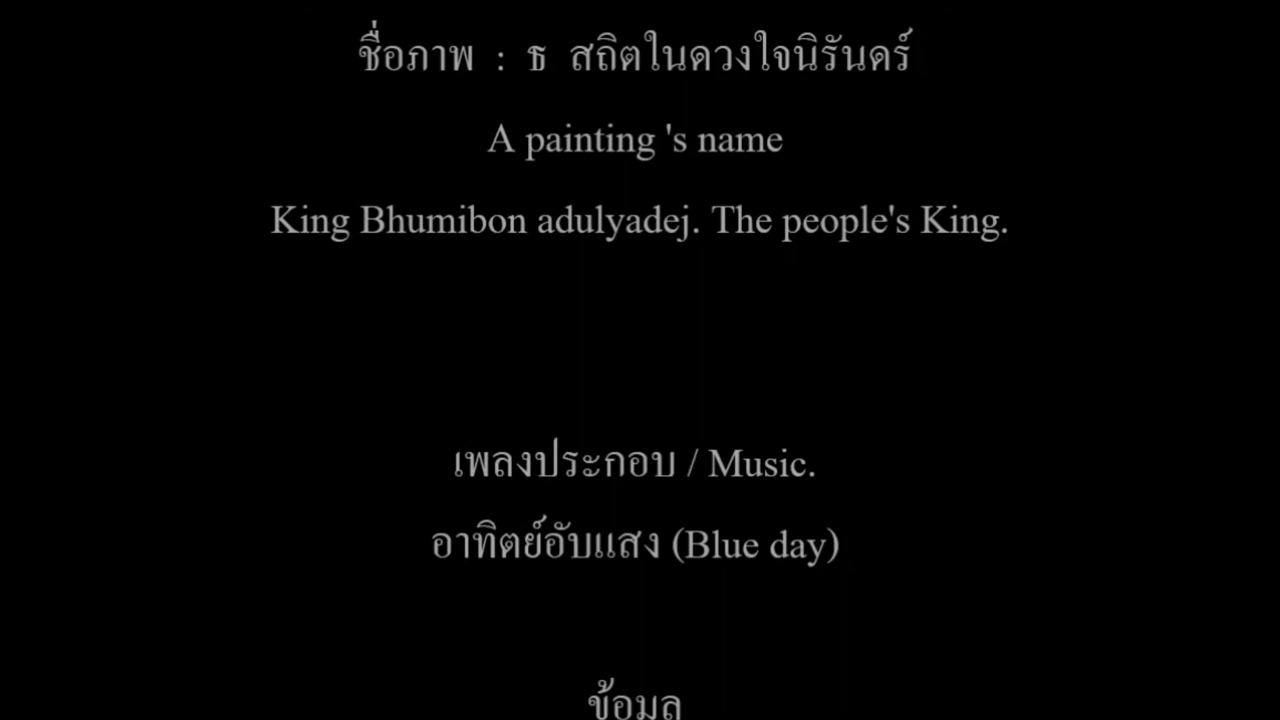 ชื่อภาพ : ธ สถิตในดวงใจนิรันดร์
A painting 's name
King Bhumibon adulyadej. The people's King.
เพลงประกอบ / Music.
อาทิตย์อับแสง (Blue day)
ข้อมูล